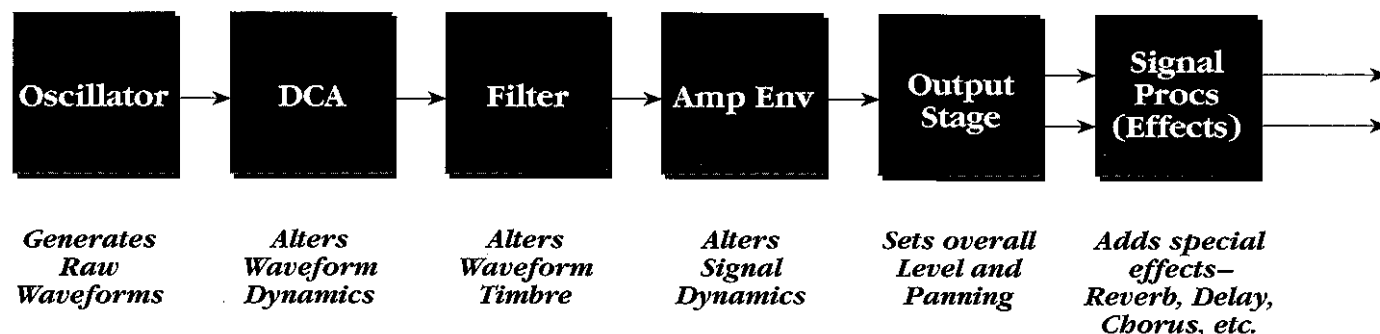 Oscillator
DCA
Filter
Amp Env
Output
Stage
Signal
Procs
(Effects)
Generates
Raw
Waveforms
Alters
Waveform
Dynamics
Alters
Waveform
Timbre
Alters
Signal
Dynamics
Sets overall
Level and
Panning
Adds special
effects–
Reverb, Delay,
Chorus, etc.